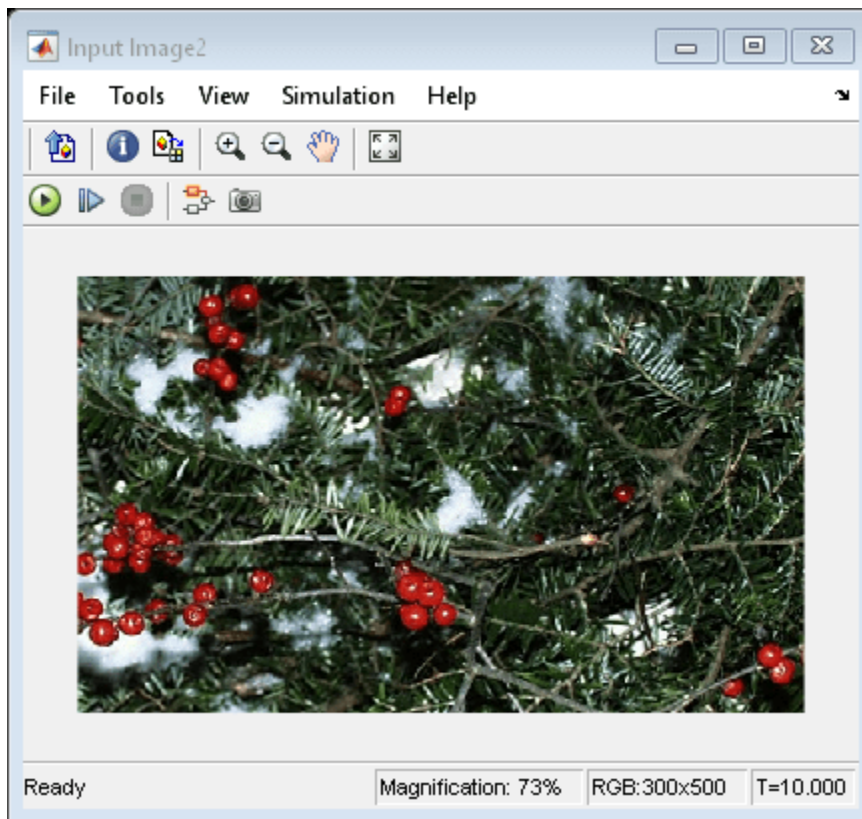 Input Image2
File Tools View Simulation Help
Ready Magnification: 73% RGB:300x500 T=10.000